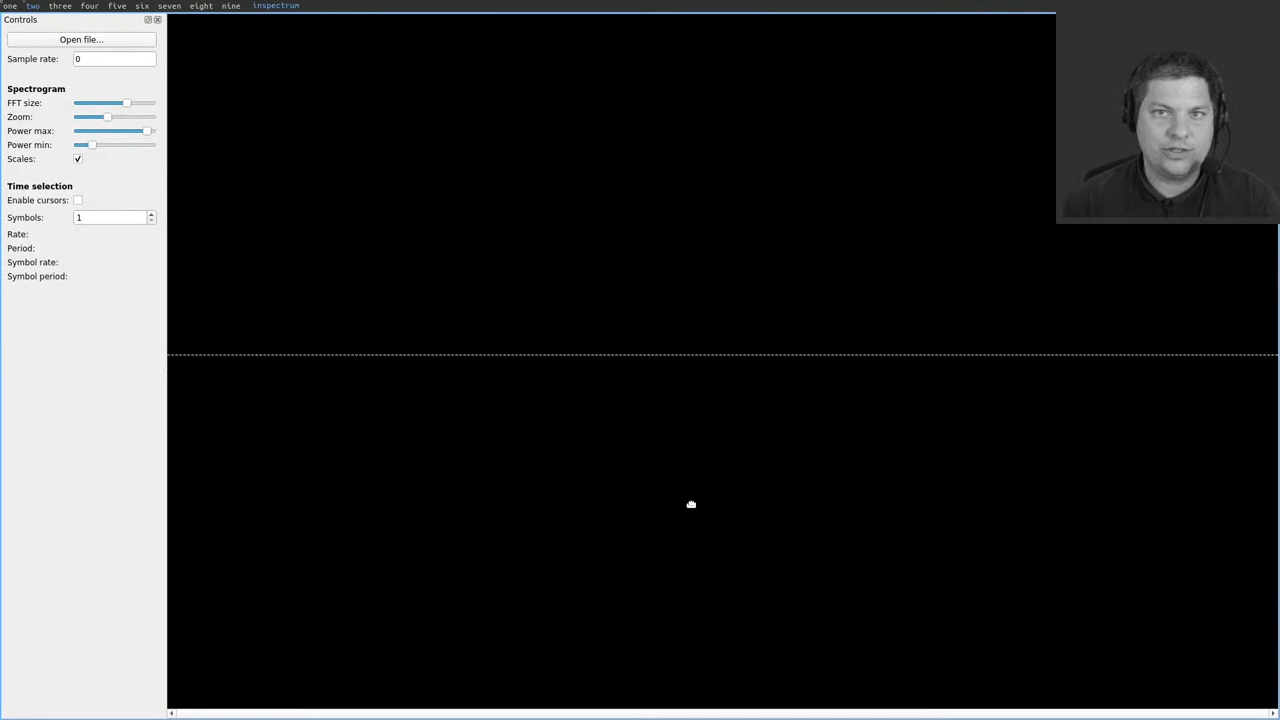 one two three four five six seven eight nine inspectrum
Controls
Open file...
Sample rate: 0
Spectrogram
FFT size:
Zoom:
Power max:
Power min:
Scales:
Time selection
Enable cursors:
Symbols: 1
Rate:
Period:
Symbol rate:
Symbol period: